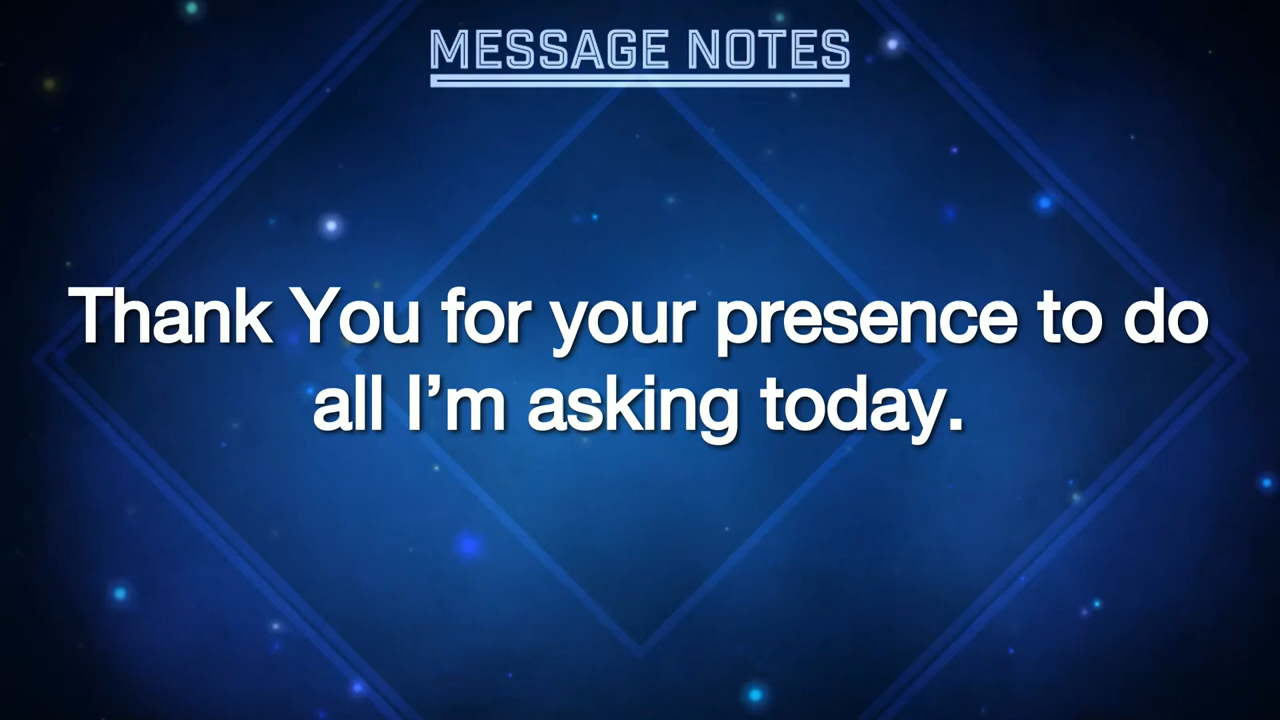 MESSAGE NOTES
Thank You for your presence to do
all I’m asking today.